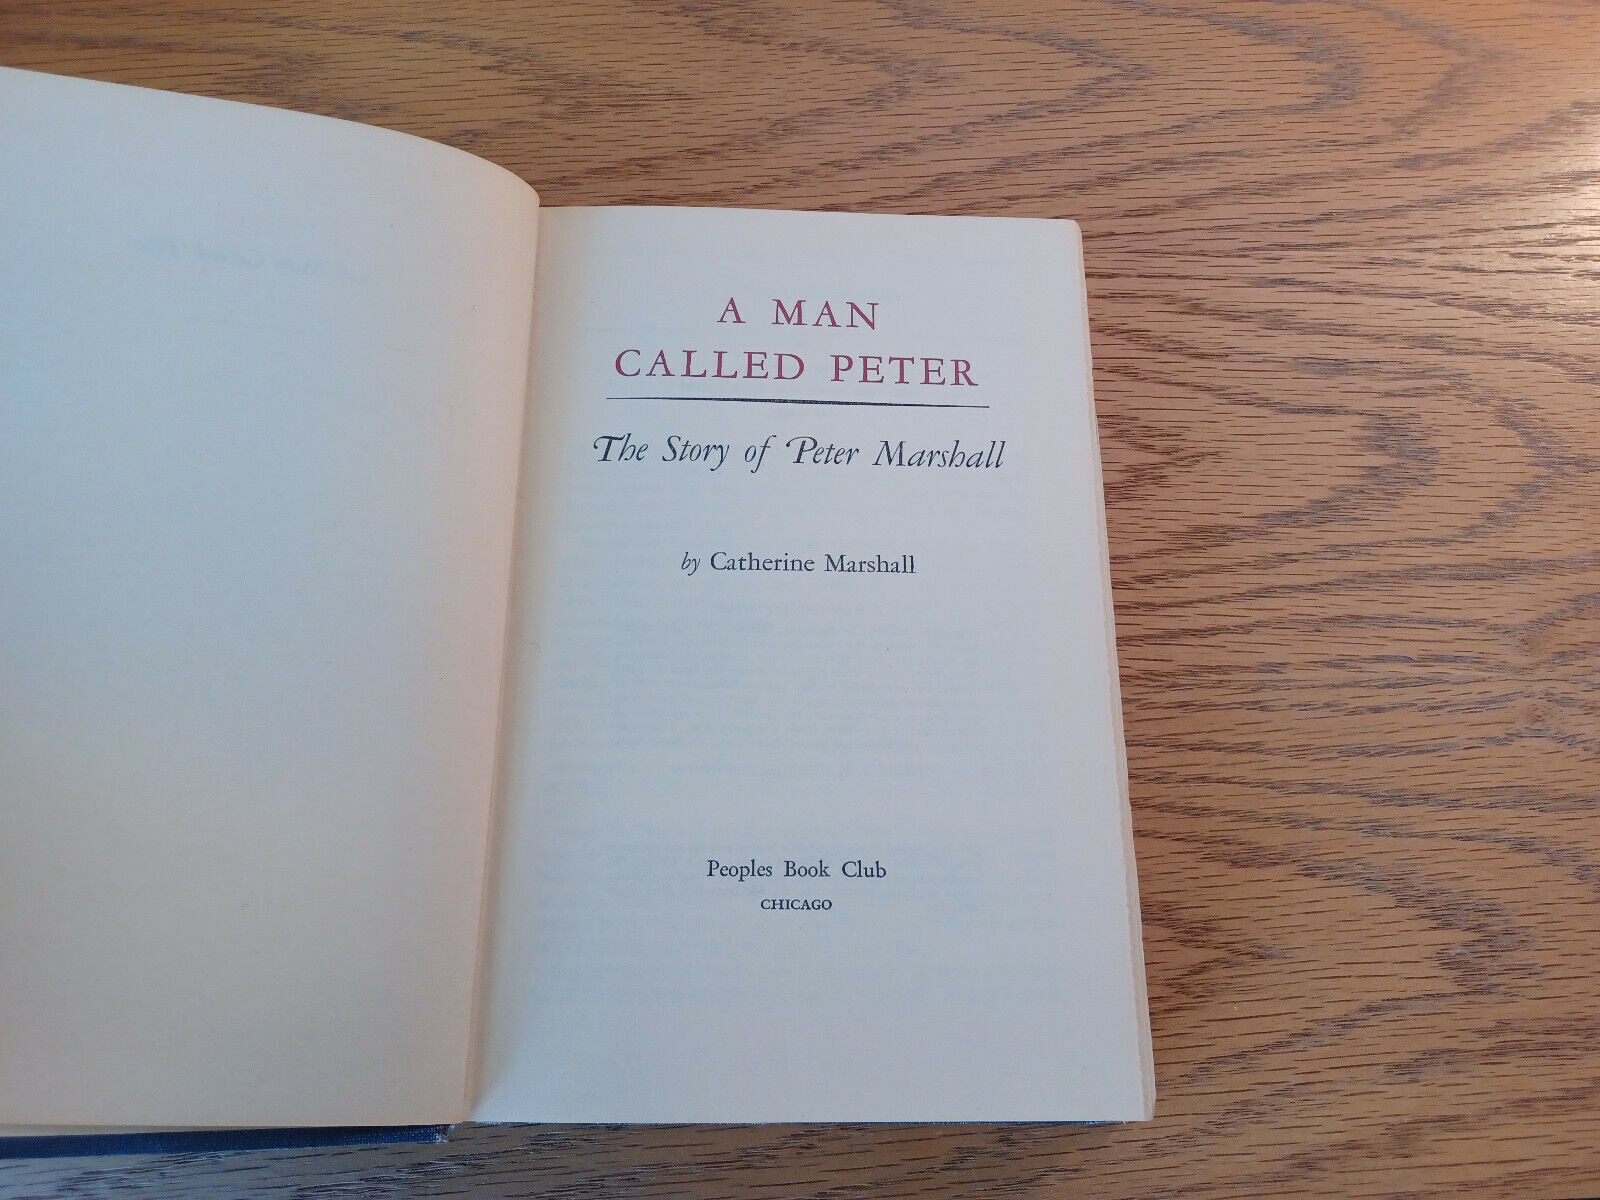 A MAN
CALLED PETER
The Story of Peter Marshall
by Catherine Marshall
Peoples Book Club
CHICAGO